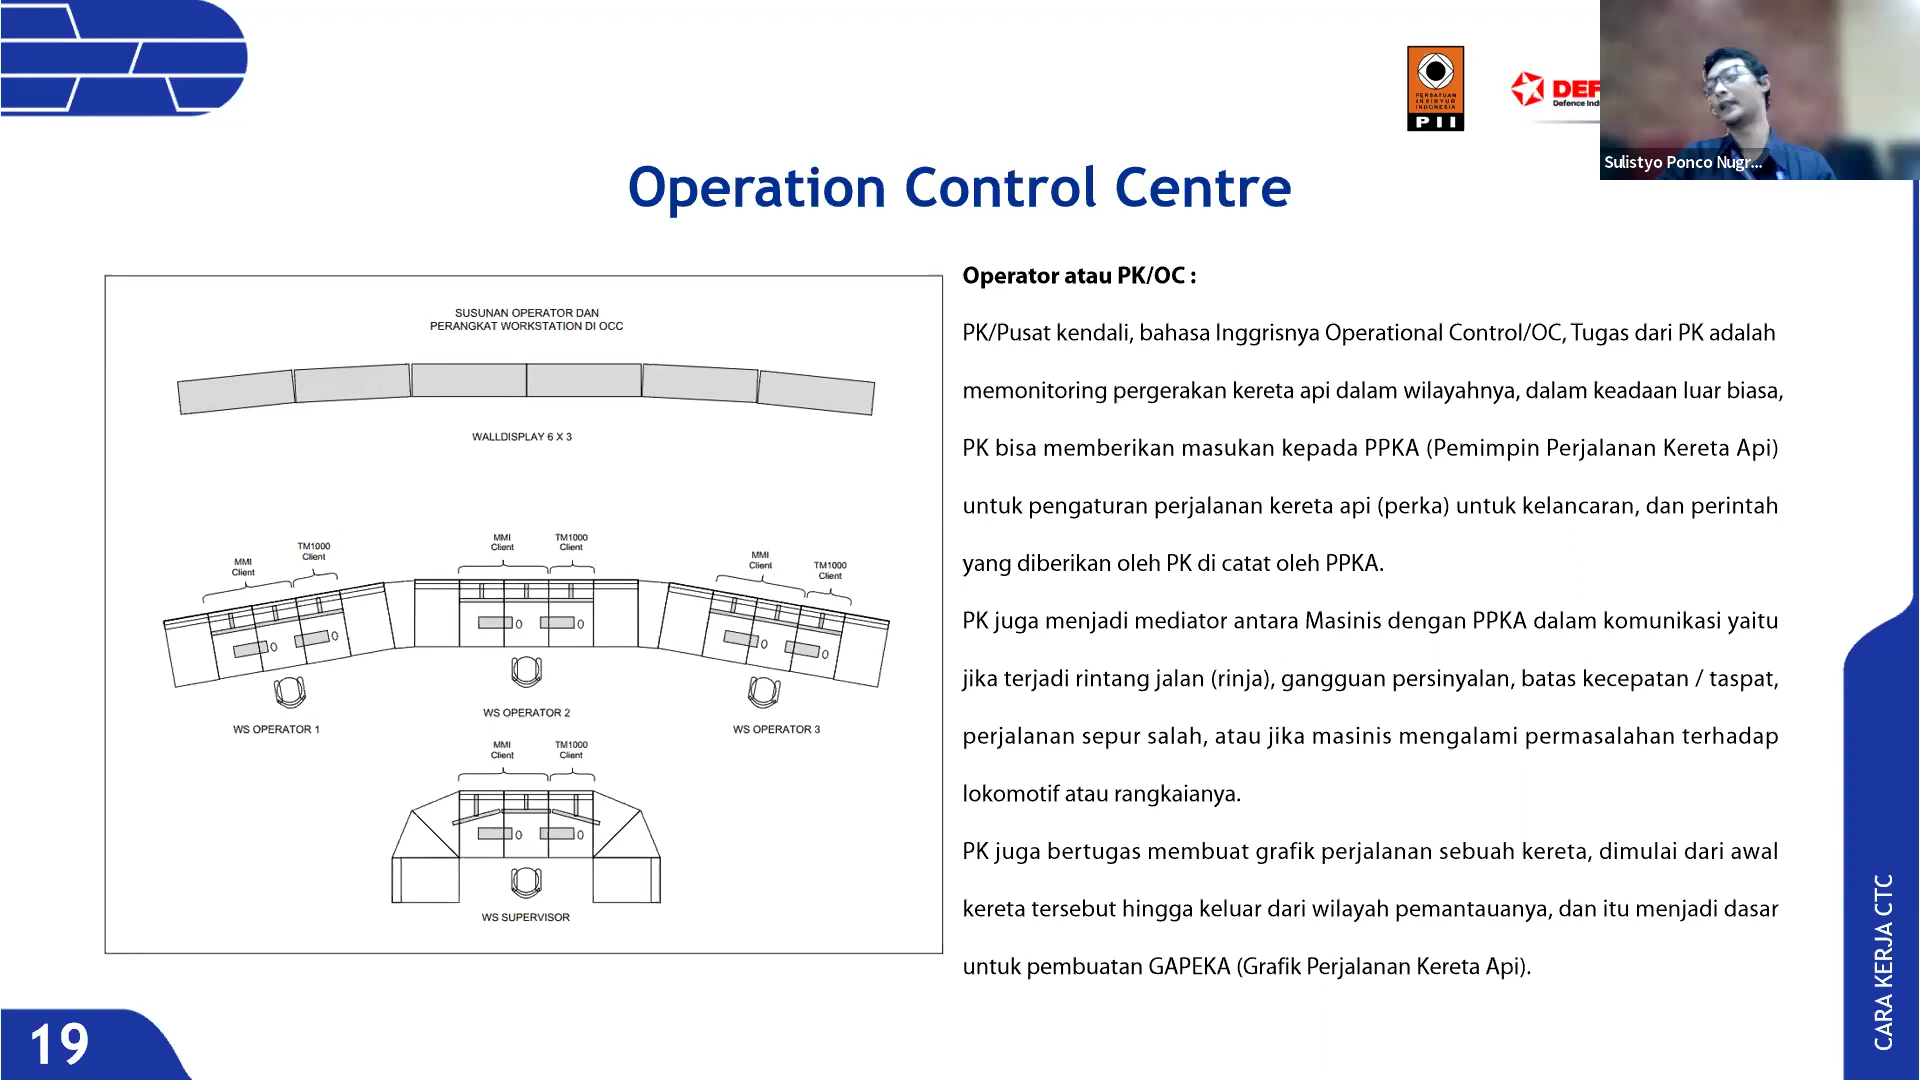 PERSATUAN
INSINYUR
INDONESIA
PII
DEF
Defence Ind
Sulistyo Ponco Nugr...
Operation Control Centre
SUSUNAN OPERATOR DAN
PERANGKAT WORKSTATION DI OCC
WALLDISPLAY 6 X 3
MMI
Client
TM1000
Client
MMI
Client
TM1000
Client
MMI
Client
TM1000
Client
WS OPERATOR 1
WS OPERATOR 2
WS OPERATOR 3
MMI
Client
TM1000
Client
WS SUPERVISOR
Operator atau PK/OC :
PK/Pusat kendali, bahasa Inggrisnya Operational Control/OC, Tugas dari PK adalah
memonitoring pergerakan kereta api dalam wilayahnya, dalam keadaan luar biasa,
PK bisa memberikan masukan kepada PPKA (Pemimpin Perjalanan Kereta Api)
untuk pengaturan perjalanan kereta api (perka) untuk kelancaran, dan perintah
yang diberikan oleh PK di catat oleh PPKA.
PK juga menjadi mediator antara Masinis dengan PPKA dalam komunikasi yaitu
jika terjadi rintang jalan (rinja), gangguan persinyalan, batas kecepatan / taspat,
perjalanan sepur salah, atau jika masinis mengalami permasalahan terhadap
lokomotif atau rangkaianya.
PK juga bertugas membuat grafik perjalanan sebuah kereta, dimulai dari awal
kereta tersebut hingga keluar dari wilayah pemantauanya, dan itu menjadi dasar
untuk pembuatan GAPEKA (Grafik Perjalanan Kereta Api).
CARA KERJA CTC
19